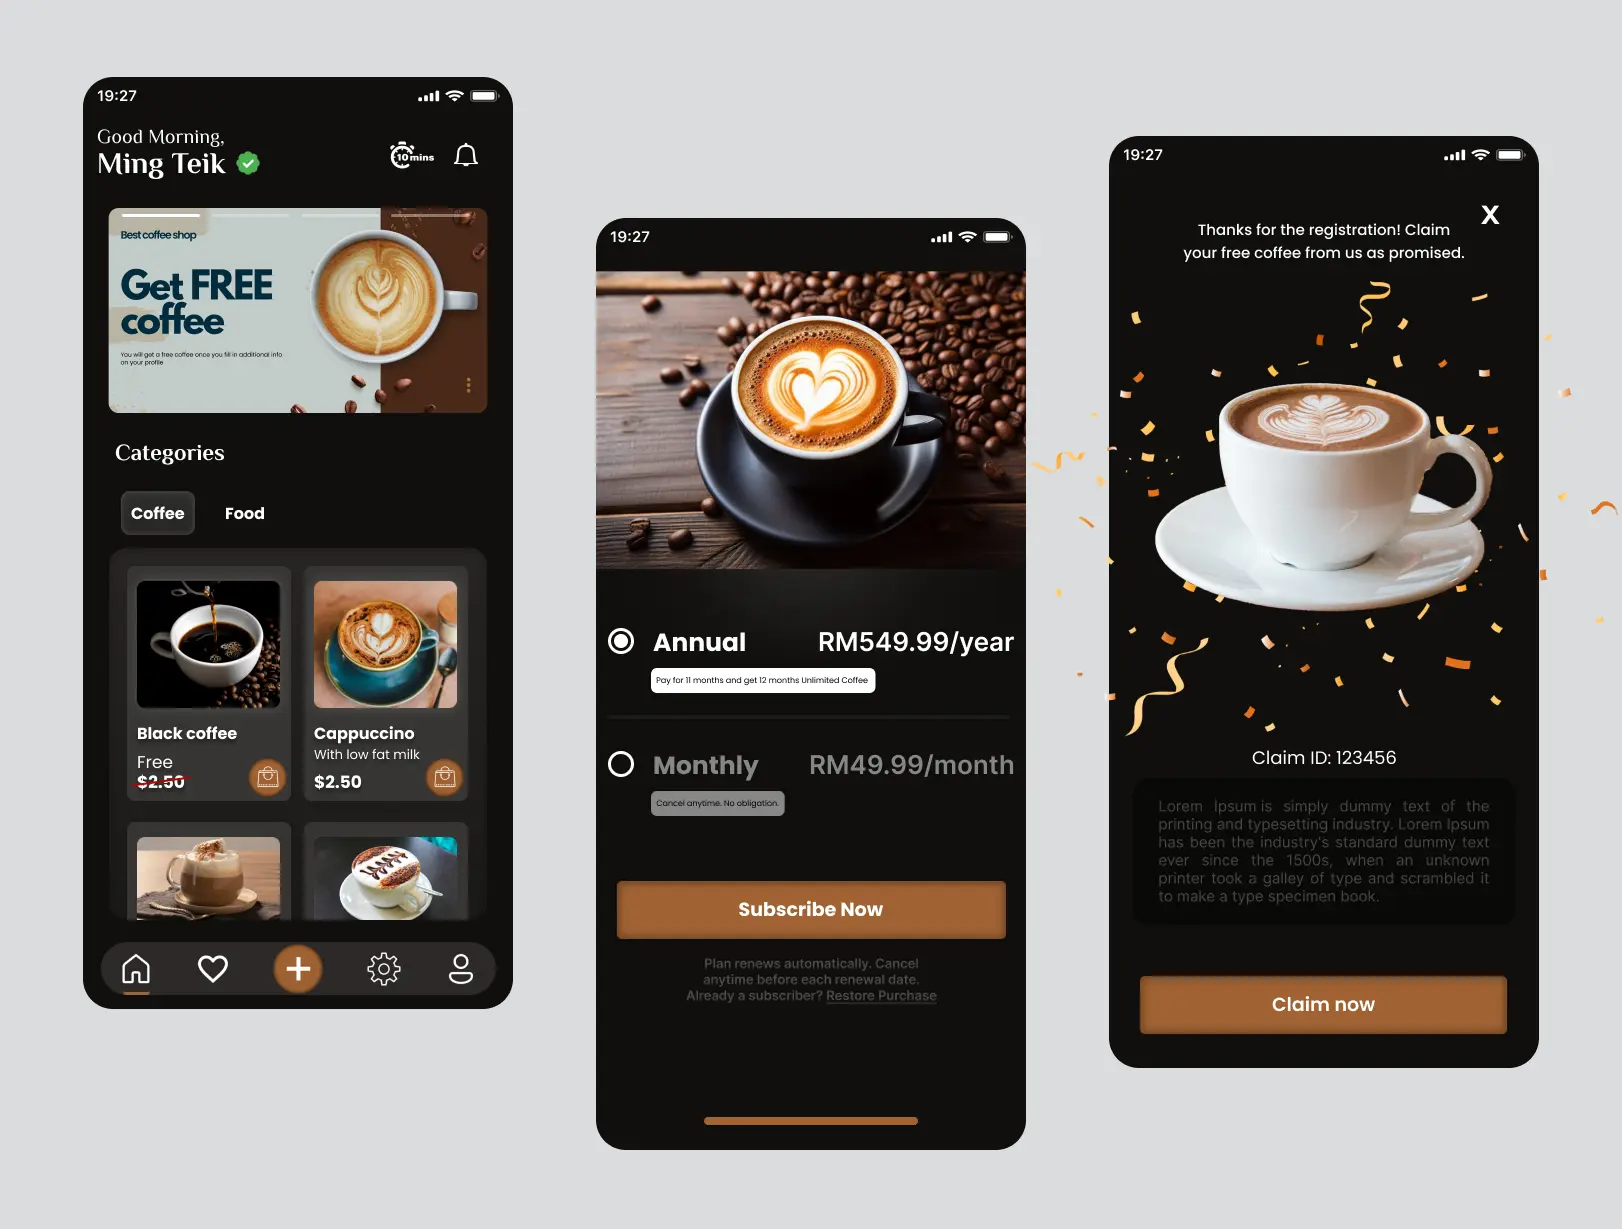 19:27
Good Morning,
Ming Teik
10 mins
Best coffee shop
Get FREE
coffee
You will get a free coffee once you fill in additional info
on your profile
Categories
Coffee
Food
Black coffee
Free
$2.50
Cappuccino
With low fat milk
$2.50
19:27
Annual
RM549.99/year
Pay for 11 months and get 12 months Unlimited Coffee
Monthly
RM49.99/month
Cancel anytime. No obligation.
Subscribe Now
Plan renews automatically. Cancel
anytime before each renewal date.
Already a subscriber? Restore Purchase
19:27
X
Thanks for the registration! Claim
your free coffee from us as promised.
Claim ID: 123456
Lorem Ipsum is simply dummy text of the
printing and typesetting industry. Lorem Ipsum
has been the industry's standard dummy text
ever since the 1500s, when an unknown
printer took a galley of type and scrambled it
to make a type specimen book.
Claim now